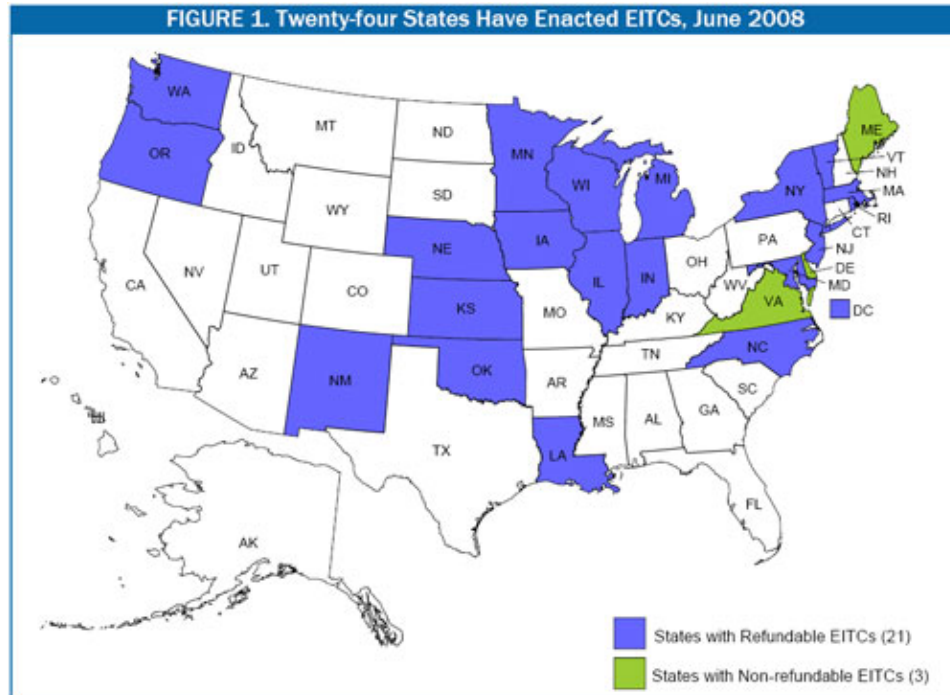 FIGURE 1. Twenty-four States Have Enacted EITCs, June 2008
WA
MT
ND
MN
ME
OR
ID
VT
NH
WI
MI
NY
MA
SD
WY
RI
CT
IA
PA
NJ
NE
OH
DE
IL
IN
MD
NV
UT
WV
CA
CO
VA
DC
KS
MO
KY
NC
TN
AZ
NM
OK
AR
SC
MS
AL
GA
TX
LA
FL
AK
States with Refundable EITCs (21)
States with Non-refundable EITCs (3)